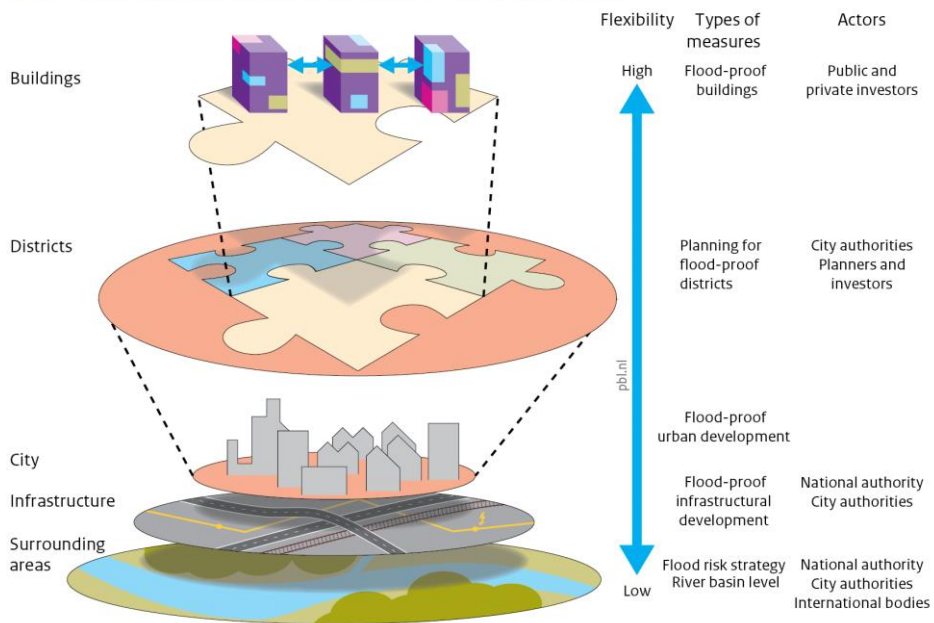 Flexibility
Types of
measures
Actors
Buildings
High
Flood-proof
buildings
Public and
private investors
Districts
Planning for
flood-proof
districts
City authorities
Planners and
investors
pbl.nl
Flood-proof
urban development
City
Infrastructure
Flood-proof
infrastructural
development
National authority
City authorities
Surrounding
areas
Low
Flood risk strategy
River basin level
National authority
City authorities
International bodies